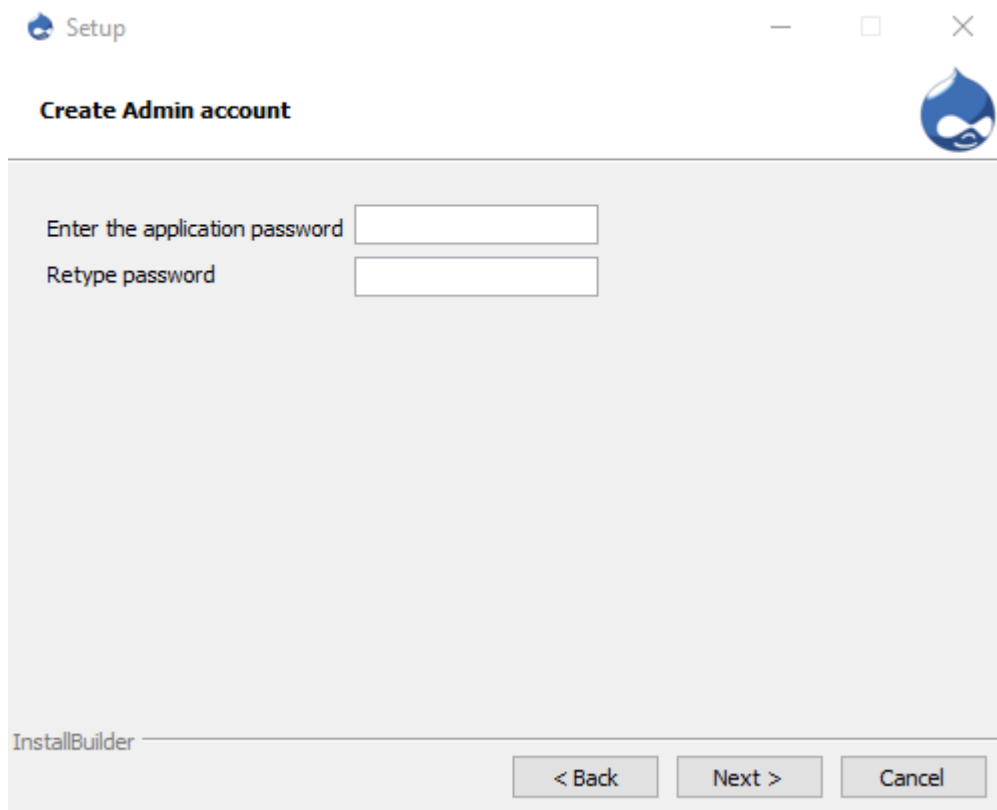 Setup
Create Admin account
Enter the application password
Retype password
InstallBuilder
< Back Next > Cancel